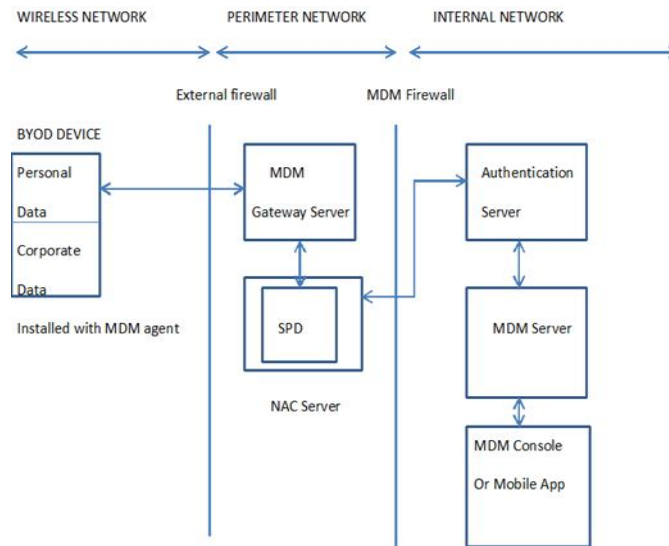 WIRELESS NETWORK
PERIMETER NETWORK
INTERNAL NETWORK
External firewall
MDM Firewall
BYOD DEVICE
Personal
Data
Corporate
Data
Installed with MDM agent
MDM
Gateway Server
SPD
NAC Server
Authentication
Server
MDM Server
MDM Console
Or Mobile App